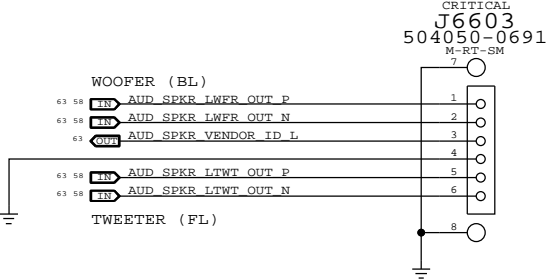 CRITICAL
J6603
504050-0691
M-RT-SM
7
WOOFER (BL)
63 58 IN AUD_SPKR_LWFR_OUT_P 1
63 58 IN AUD_SPKR_LWFR_OUT_N 2
63 OUT AUD_SPKR_VENDOR_ID_L 3
4
63 58 IN AUD_SPKR_LTWT_OUT_P 5
63 58 IN AUD_SPKR_LTWT_OUT_N 6
TWEETER (FL)
8